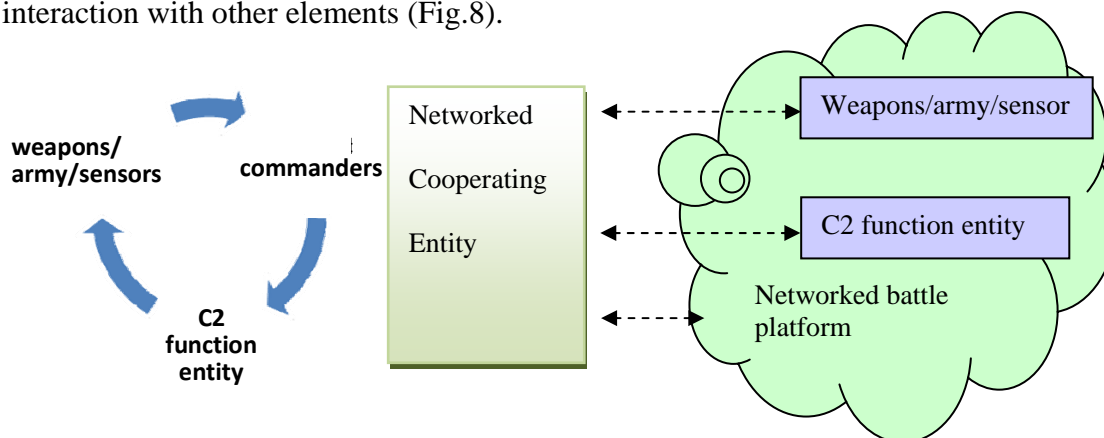 interaction with other elements (Fig.8).
weapons/
army/sensors
commanders
C2
function
entity
Networked
Cooperating
Entity
Weapons/army/sensor
C2 function entity
Networked battle
platform